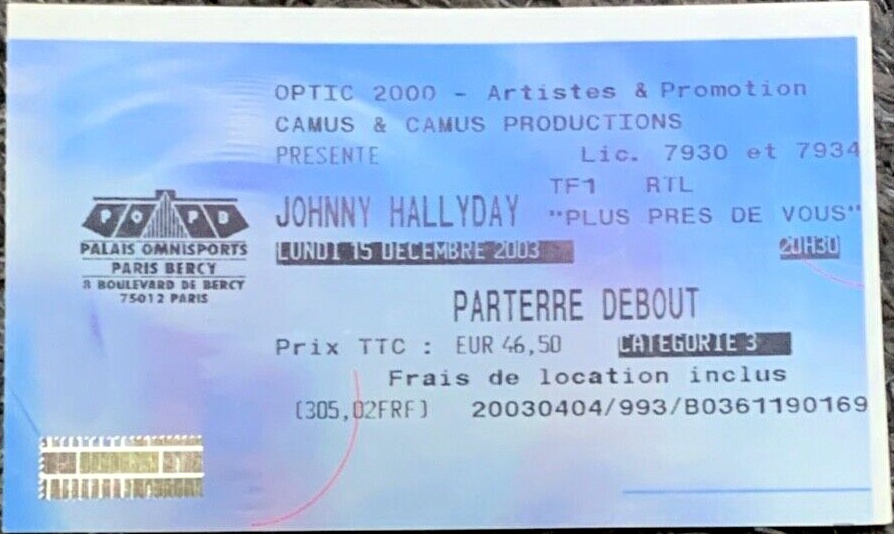 OPTIC 2000 - Artistes & Promotion
CAMUS & CAMUS PRODUCTIONS
PRESENTE Lic. 7930 et 7934
TF1 RTL
JOHNNY HALLYDAY "PLUS PRES DE VOUS"
LUNDI 15 DECEMBRE 2003 20H30
POPB
PALAIS OMNISPORTS
PARIS BERCY
8 BOULEVARD DE BERCY
75012 PARIS
PARTERRE DEBOUT
Prix TTC : EUR 46,50 CATEGORIE 3
Frais de location inclus
(305,02FRF) 20030404/993/B0361190169